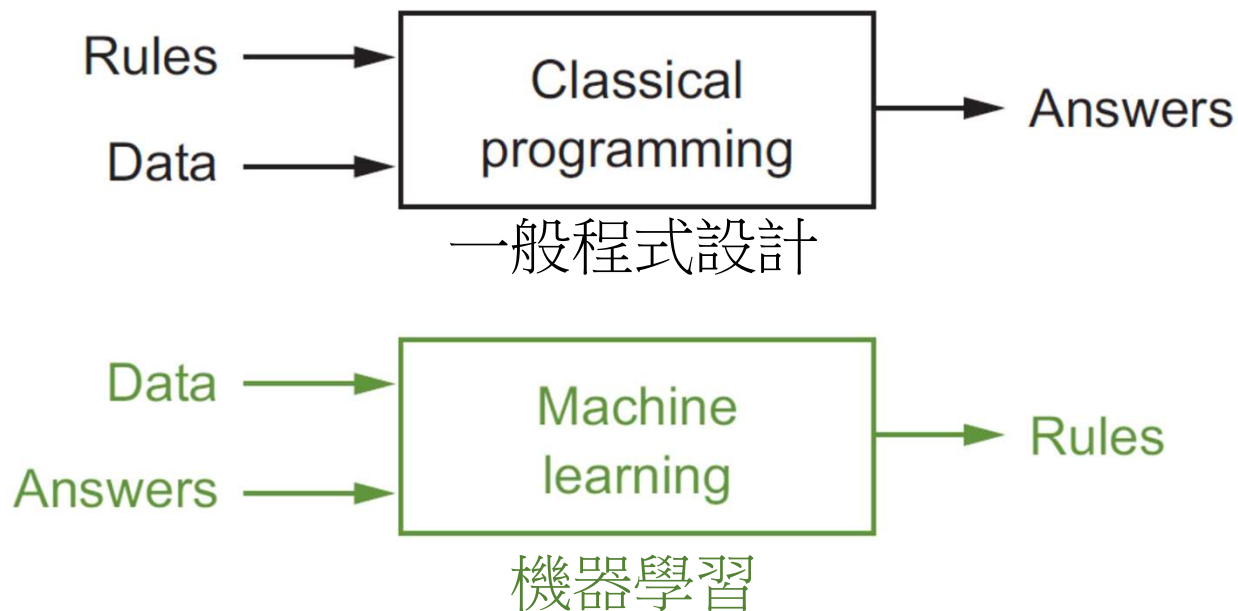 Rules
Data
Classical
programming
Answers
一般程式設計
Data
Answers
Machine
learning
Rules
機器學習